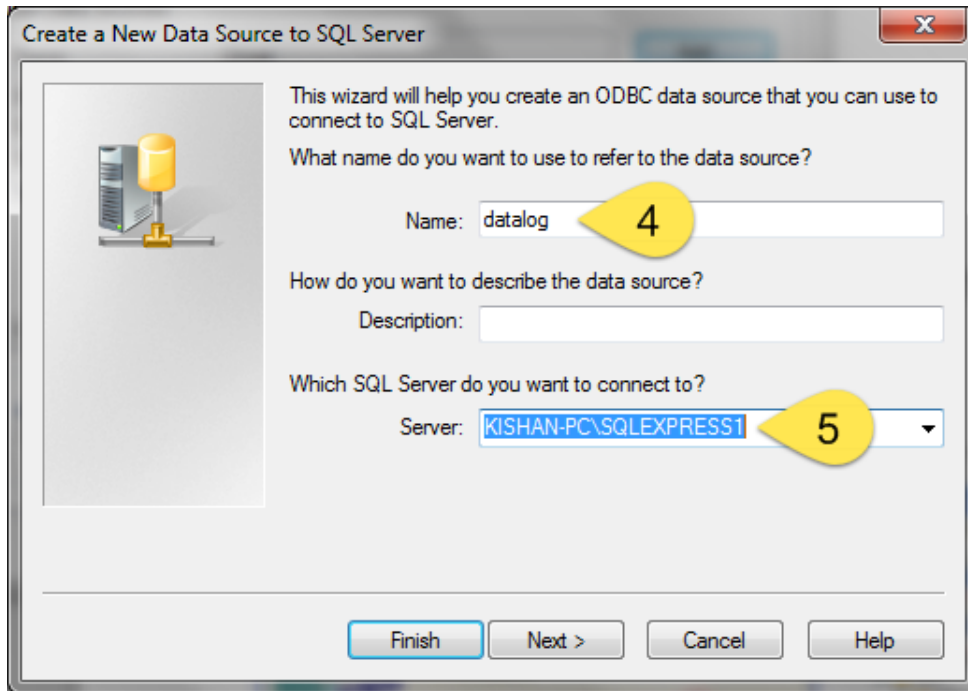 Create a New Data Source to SQL Server
This wizard will help you create an ODBC data source that you can use to
connect to SQL Server.
What name do you want to use to refer to the data source?
Name: datalog 4
How do you want to describe the data source?
Description:
Which SQL Server do you want to connect to?
Server: KISHAN-PC\SQLEXPRESS1 5
Finish Next > Cancel Help